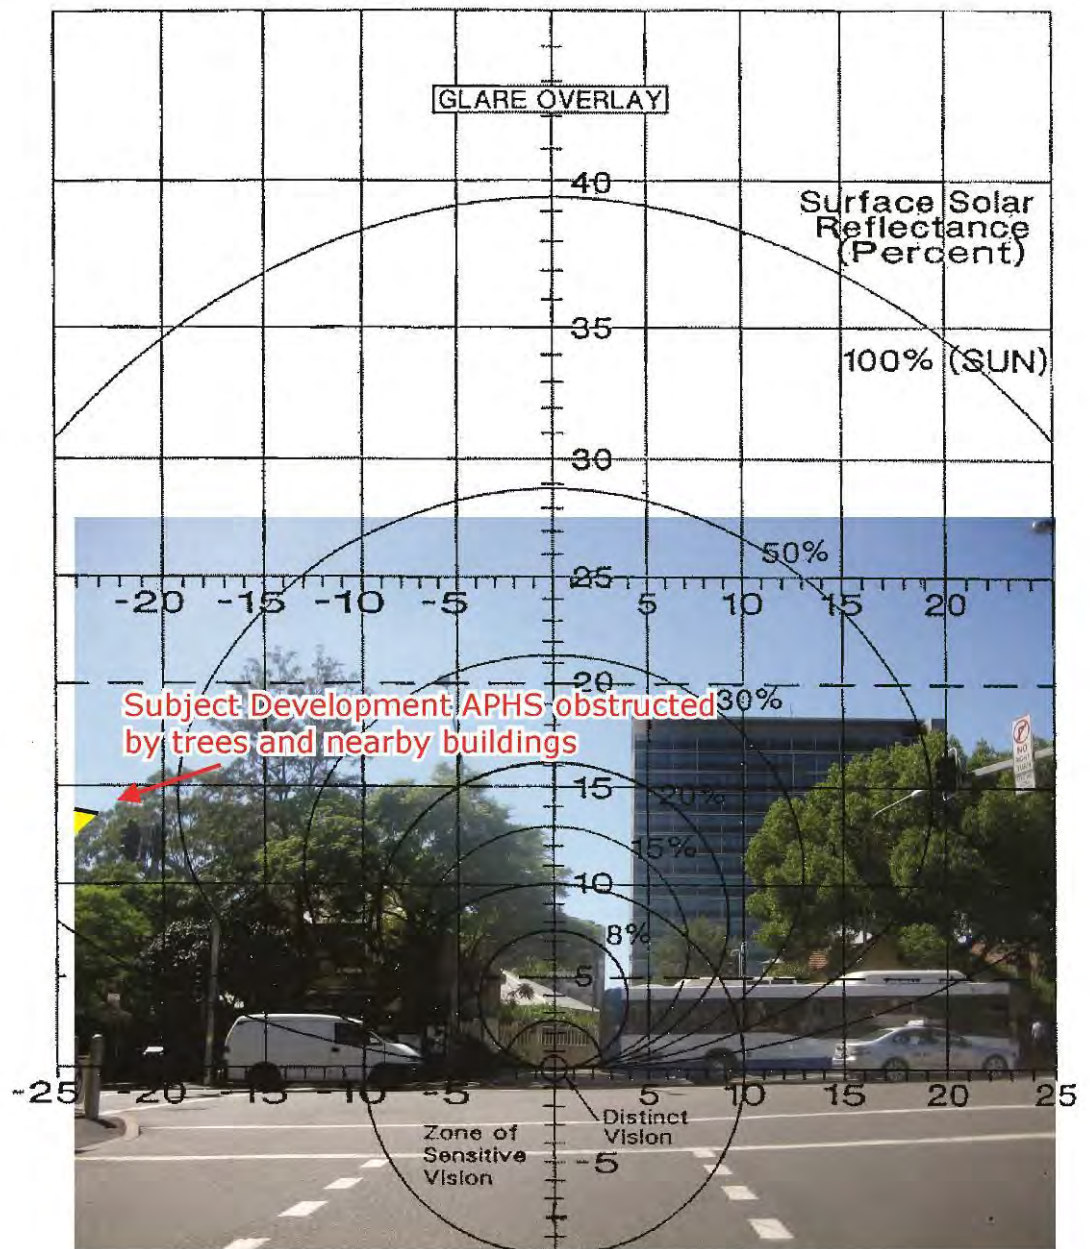 GLARE OVERLAY
40
Surface Solar
Reflectance
(Percent)
35
100% (SUN)
30
50%
25
-20 -15 -10 -5 5 10 15 20
20
30%
Subject Development APHS obstructed
by trees and nearby buildings
NO
15
20%
15%
10
8%
5
-25 -20 -15 -10 -5 5 10 15 20 25
Distinct
Vision
Zone of
Sensitive
Vision
-5